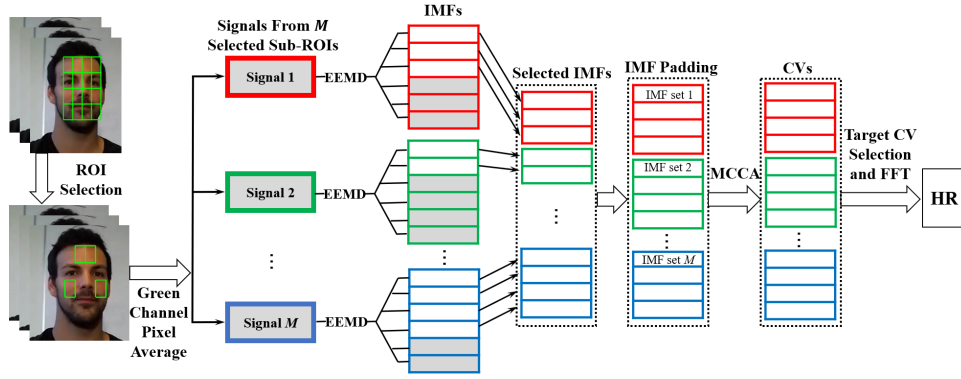 Signals From M
Selected Sub-ROIs
IMFs
Signal 1
EEMD
Selected IMFs
IMF Padding
CVs
IMF set 1
ROI
Selection
Signal 2
EEMD
IMF set 2
MCCA
Target CV
Selection
and FFT
HR
...
...
...
...
...
IMF set M
Green
Channel
Pixel
Average
Signal M
EEMD